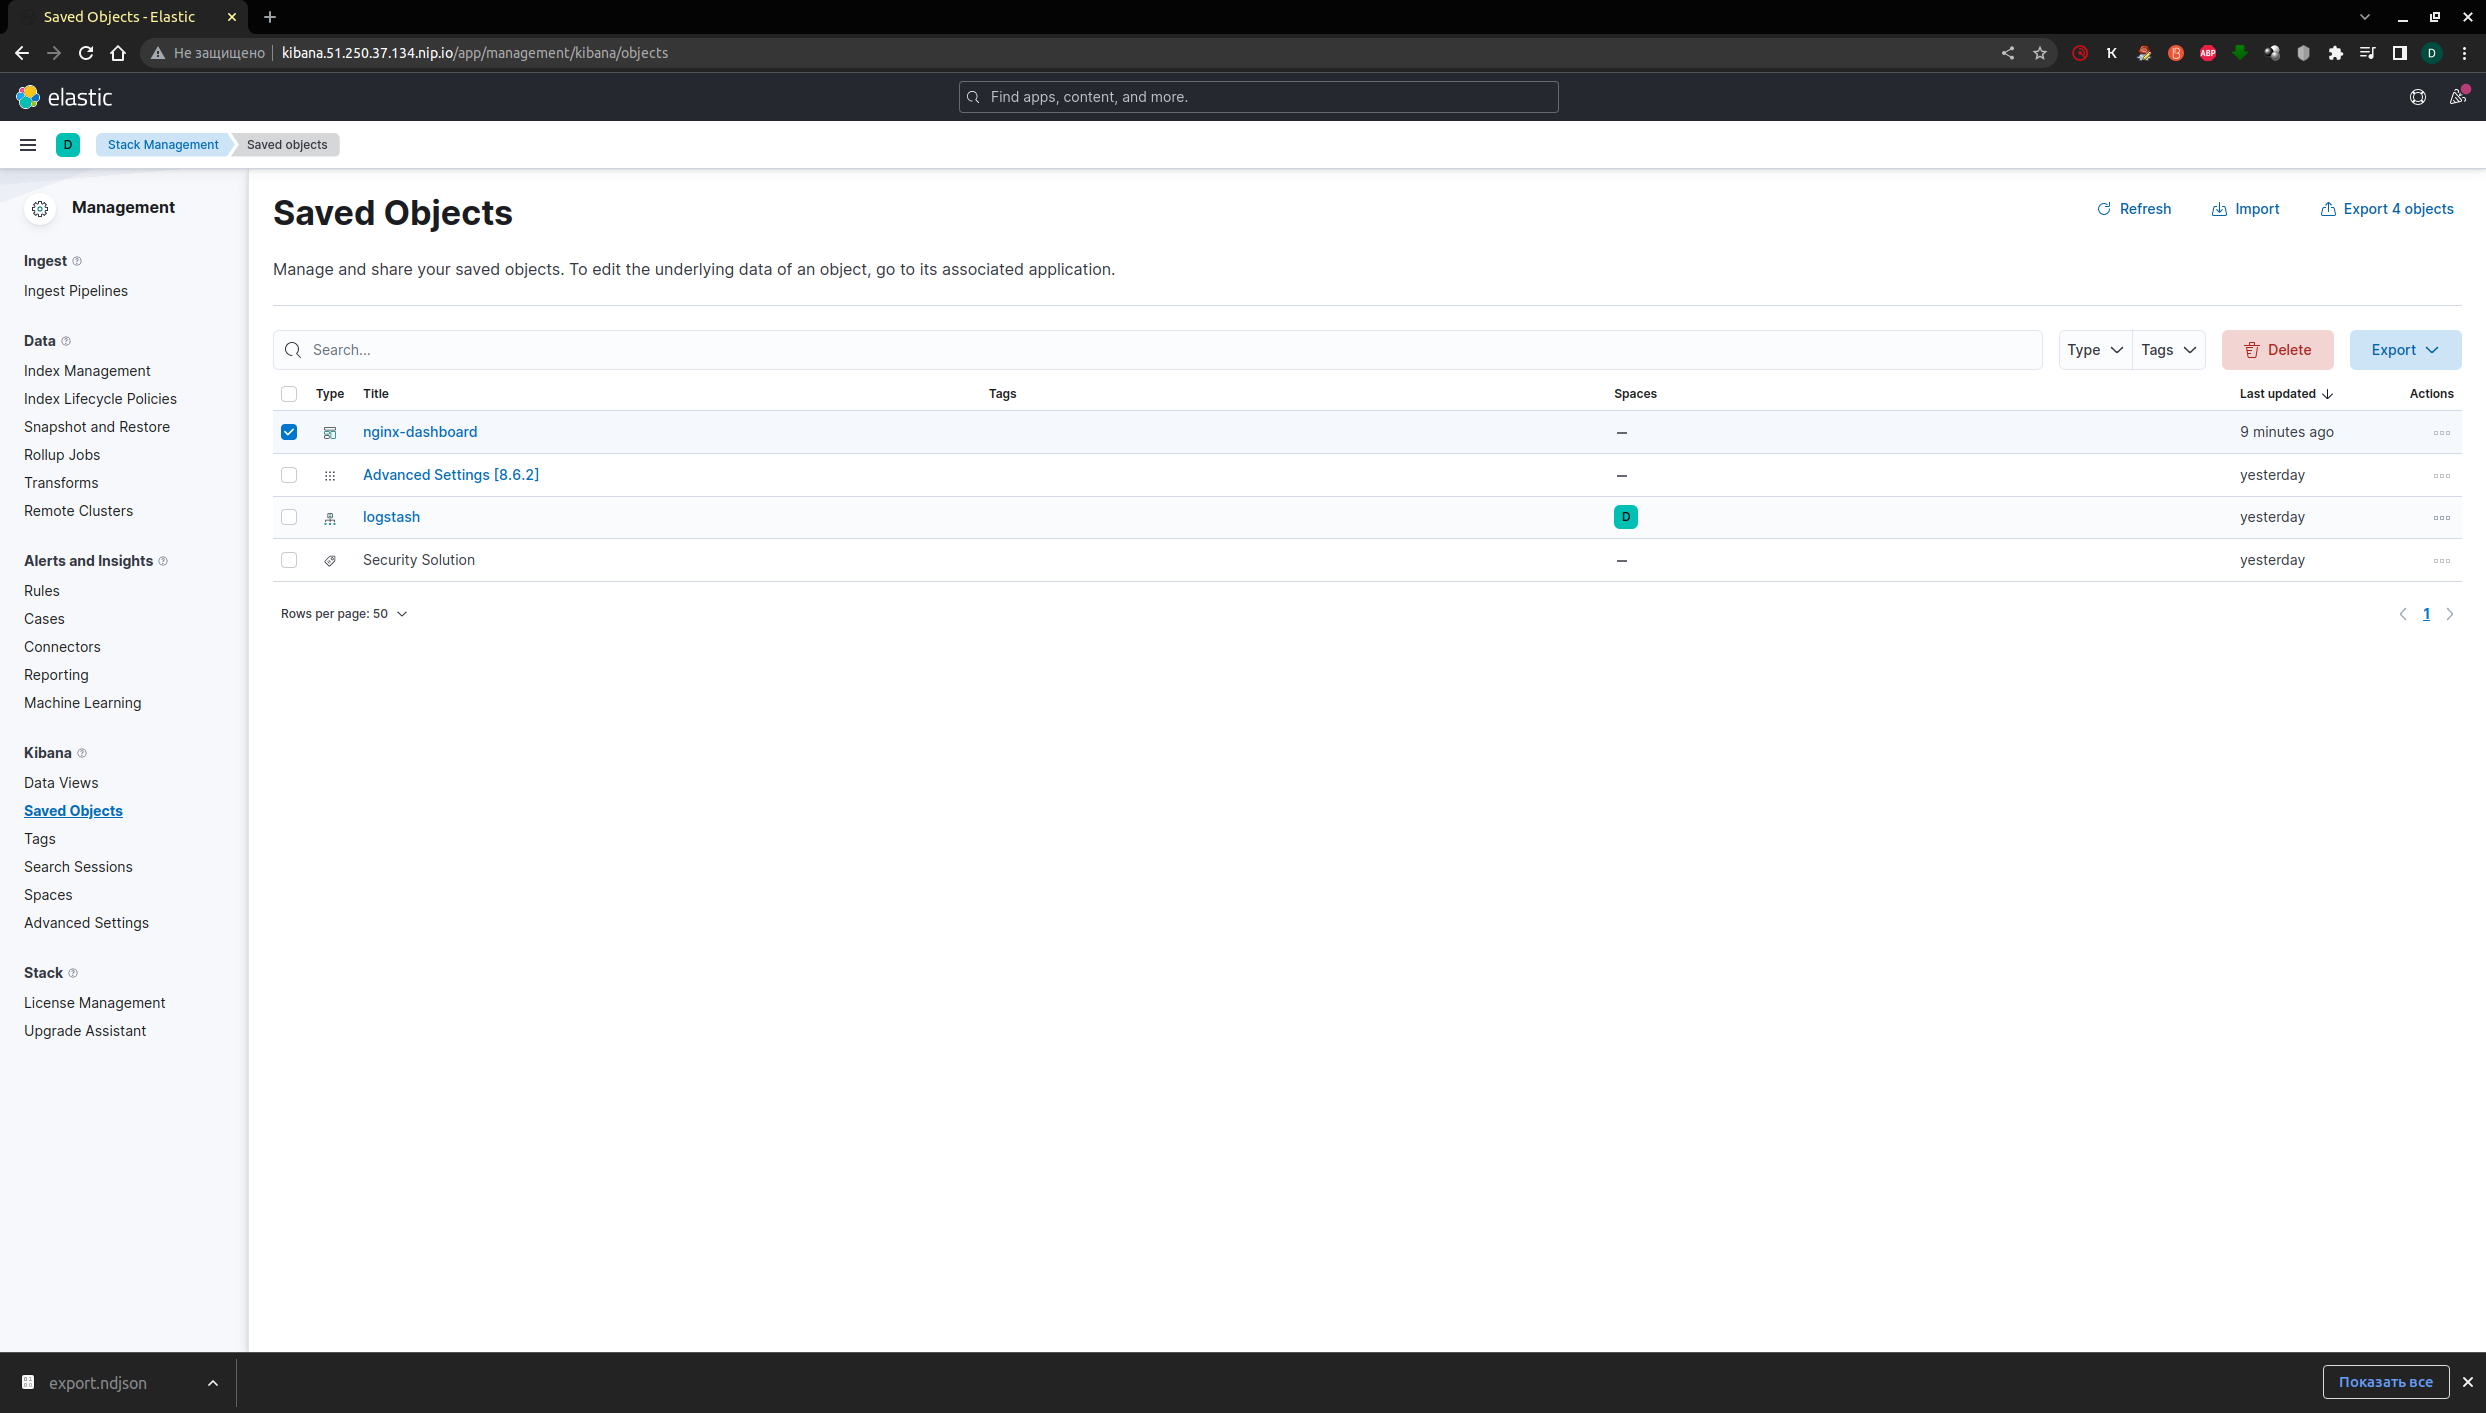 Saved Objects - Elastic
Не защищено kibana.51.250.37.134.nip.io/app/management/kibana/objects
K ABP D
elastic
Find apps, content, and more.
D Stack Management Saved objects
Management
Ingest
Ingest Pipelines
Data
Index Management
Index Lifecycle Policies
Snapshot and Restore
Rollup Jobs
Transforms
Remote Clusters
Alerts and Insights
Rules
Cases
Connectors
Reporting
Machine Learning
Kibana
Data Views
Saved Objects
Tags
Search Sessions
Spaces
Advanced Settings
Stack
License Management
Upgrade Assistant
Saved Objects
Refresh Import Export 4 objects
Manage and share your saved objects. To edit the underlying data of an object, go to its associated application.
Search... Type Tags Delete Export
Type Title Tags Spaces Last updated Actions
nginx-dashboard — 9 minutes ago
Advanced Settings [8.6.2] — yesterday
logstash D yesterday
Security Solution — yesterday
Rows per page: 50 1
export.ndjson Показать все